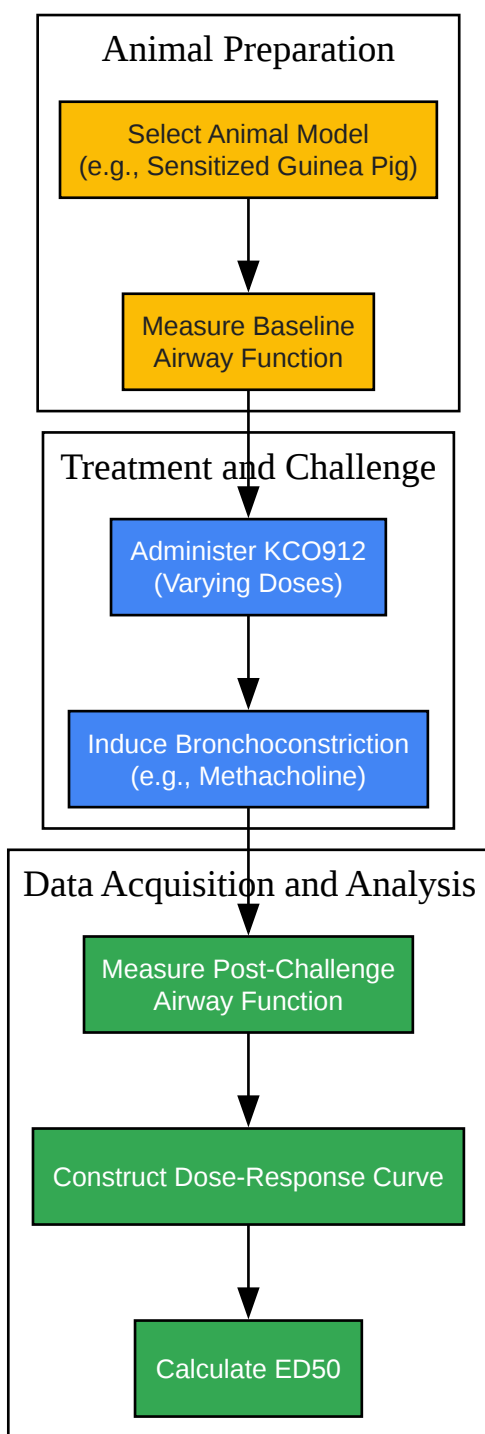 Animal Preparation
Select Animal Model
(e.g., Sensitized Guinea Pig)
Measure Baseline
Airway Function
Treatment and Challenge
Administer KCO912
(Varying Doses)
Induce Bronchoconstriction
(e.g., Methacholine)
Data Acquisition and Analysis
Measure Post-Challenge
Airway Function
Construct Dose-Response Curve
Calculate ED50